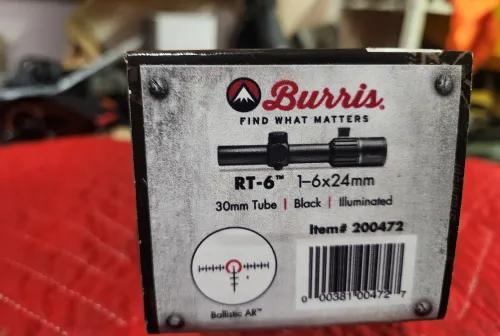 Burris.
FIND WHAT MATTERS
RT-6™ 1–6x24mm
30mm Tube | Black | Illuminated
Item# 200472
Ballistic AR™
0 00381 00472 7